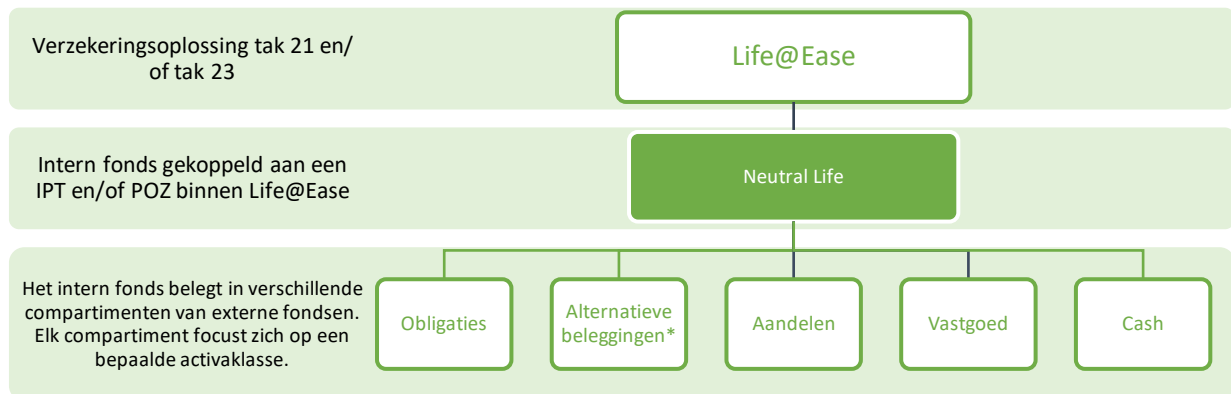 Verzekeringsoplossing tak 21 en/
of tak 23
Life@Ease
Intern fonds gekoppeld aan een
IPT en/of POZ binnen Life@Ease
Neutral Life
Het intern fonds belegt in verschillende
compartimenten van externe fondsen.
Elk compartiment focust zich op een
bepaalde activaklasse.
Obligaties
Alternatieve
beleggingen*
Aandelen
Vastgoed
Cash